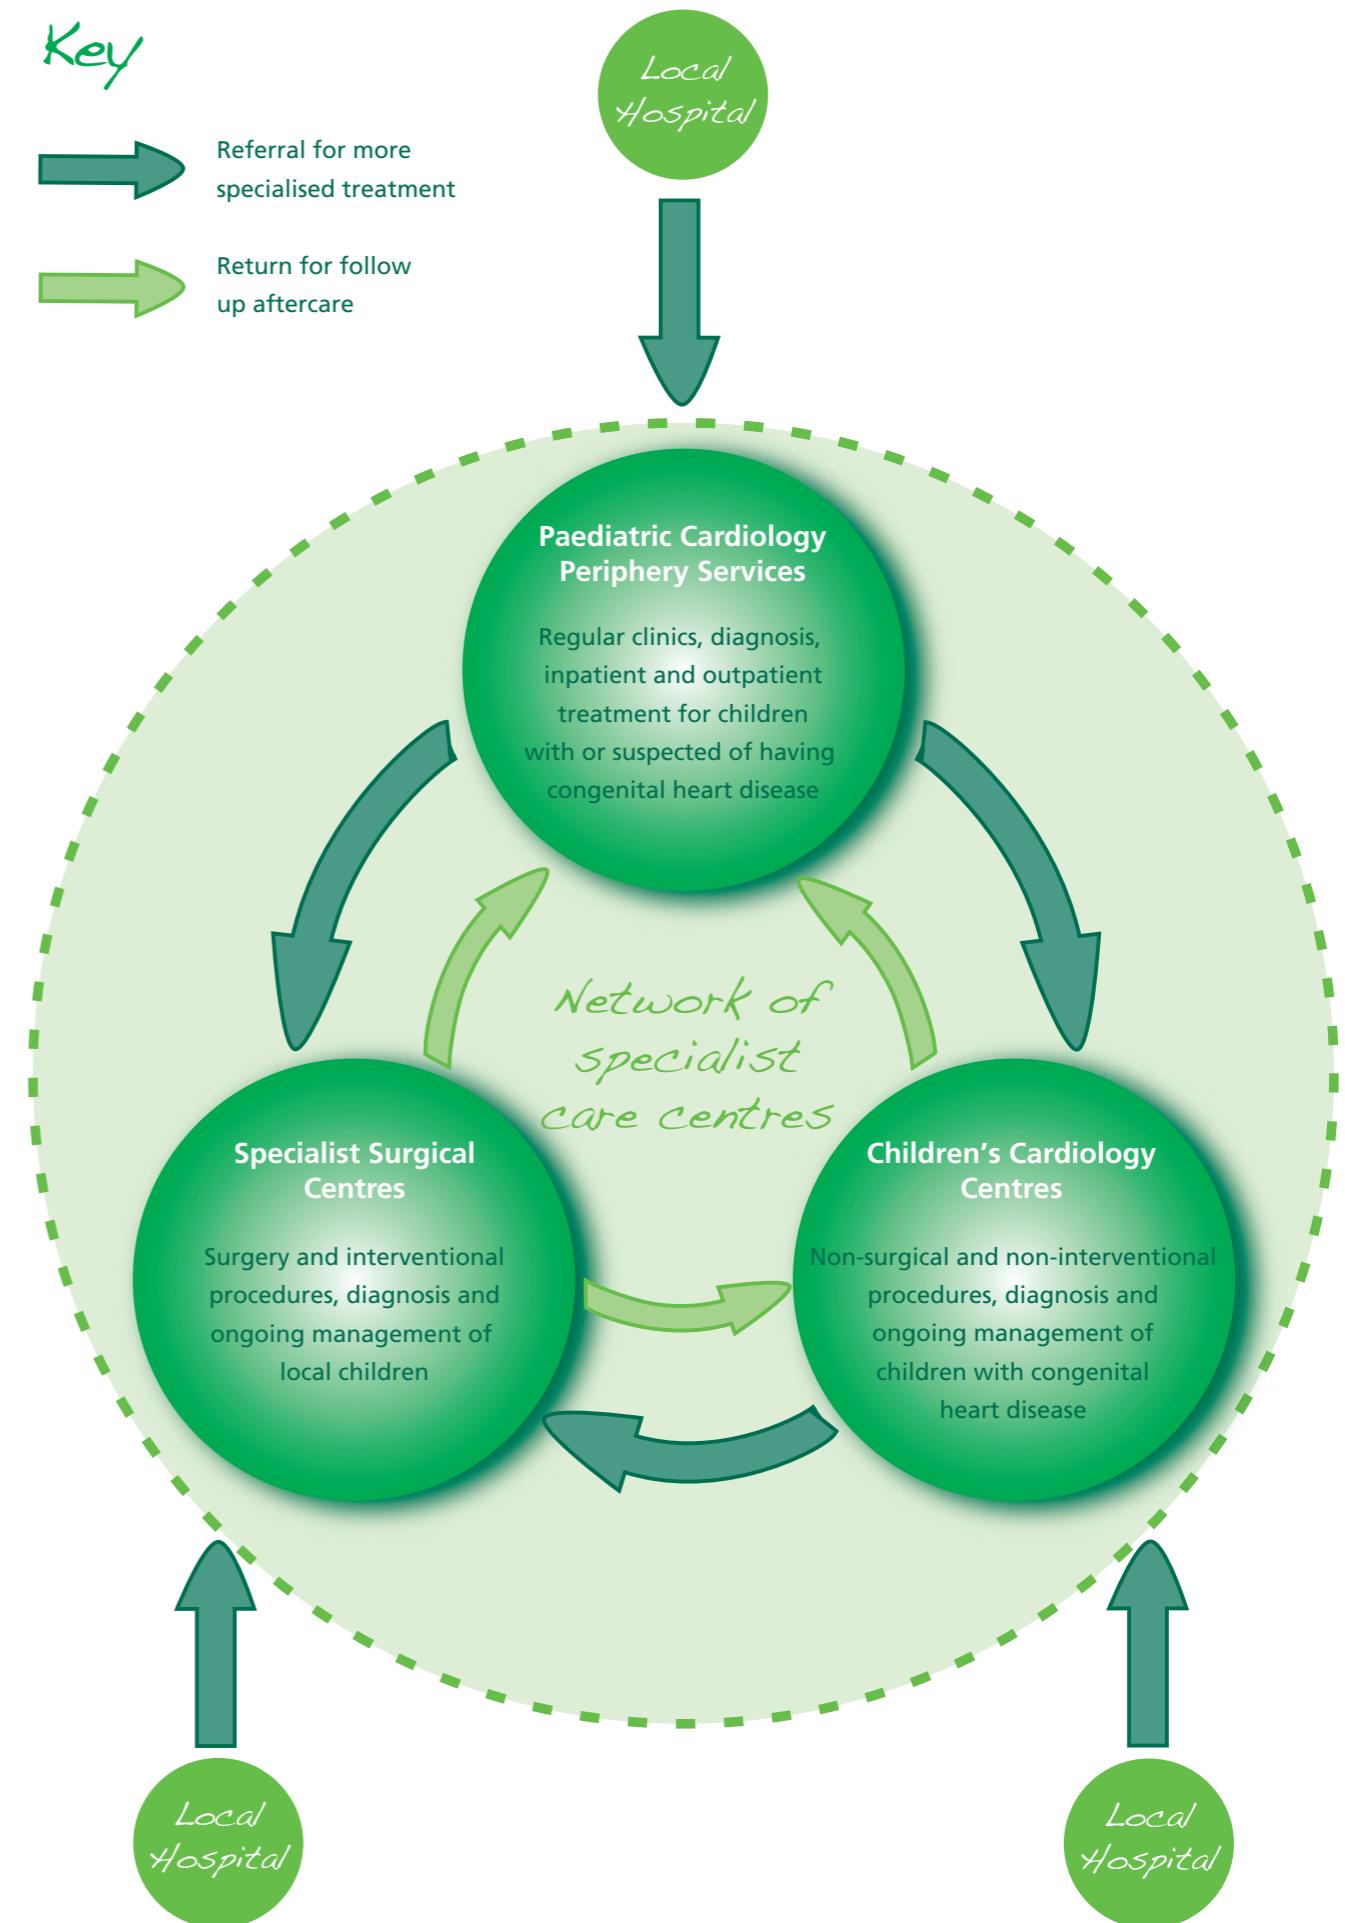 Key
Referral for more
specialised treatment
Return for follow
up aftercare
Local
Hospital
Paediatric Cardiology
Periphery Services
Regular clinics, diagnosis,
inpatient and outpatient
treatment for children
with or suspected of having
congenital heart disease
Network of
specialist
care centres
Specialist Surgical
Centres
Surgery and interventional
procedures, diagnosis and
ongoing management of
local children
Children's Cardiology
Centres
Non-surgical and non-interventional
procedures, diagnosis and
ongoing management of
children with congenital
heart disease
Local
Hospital
Local
Hospital